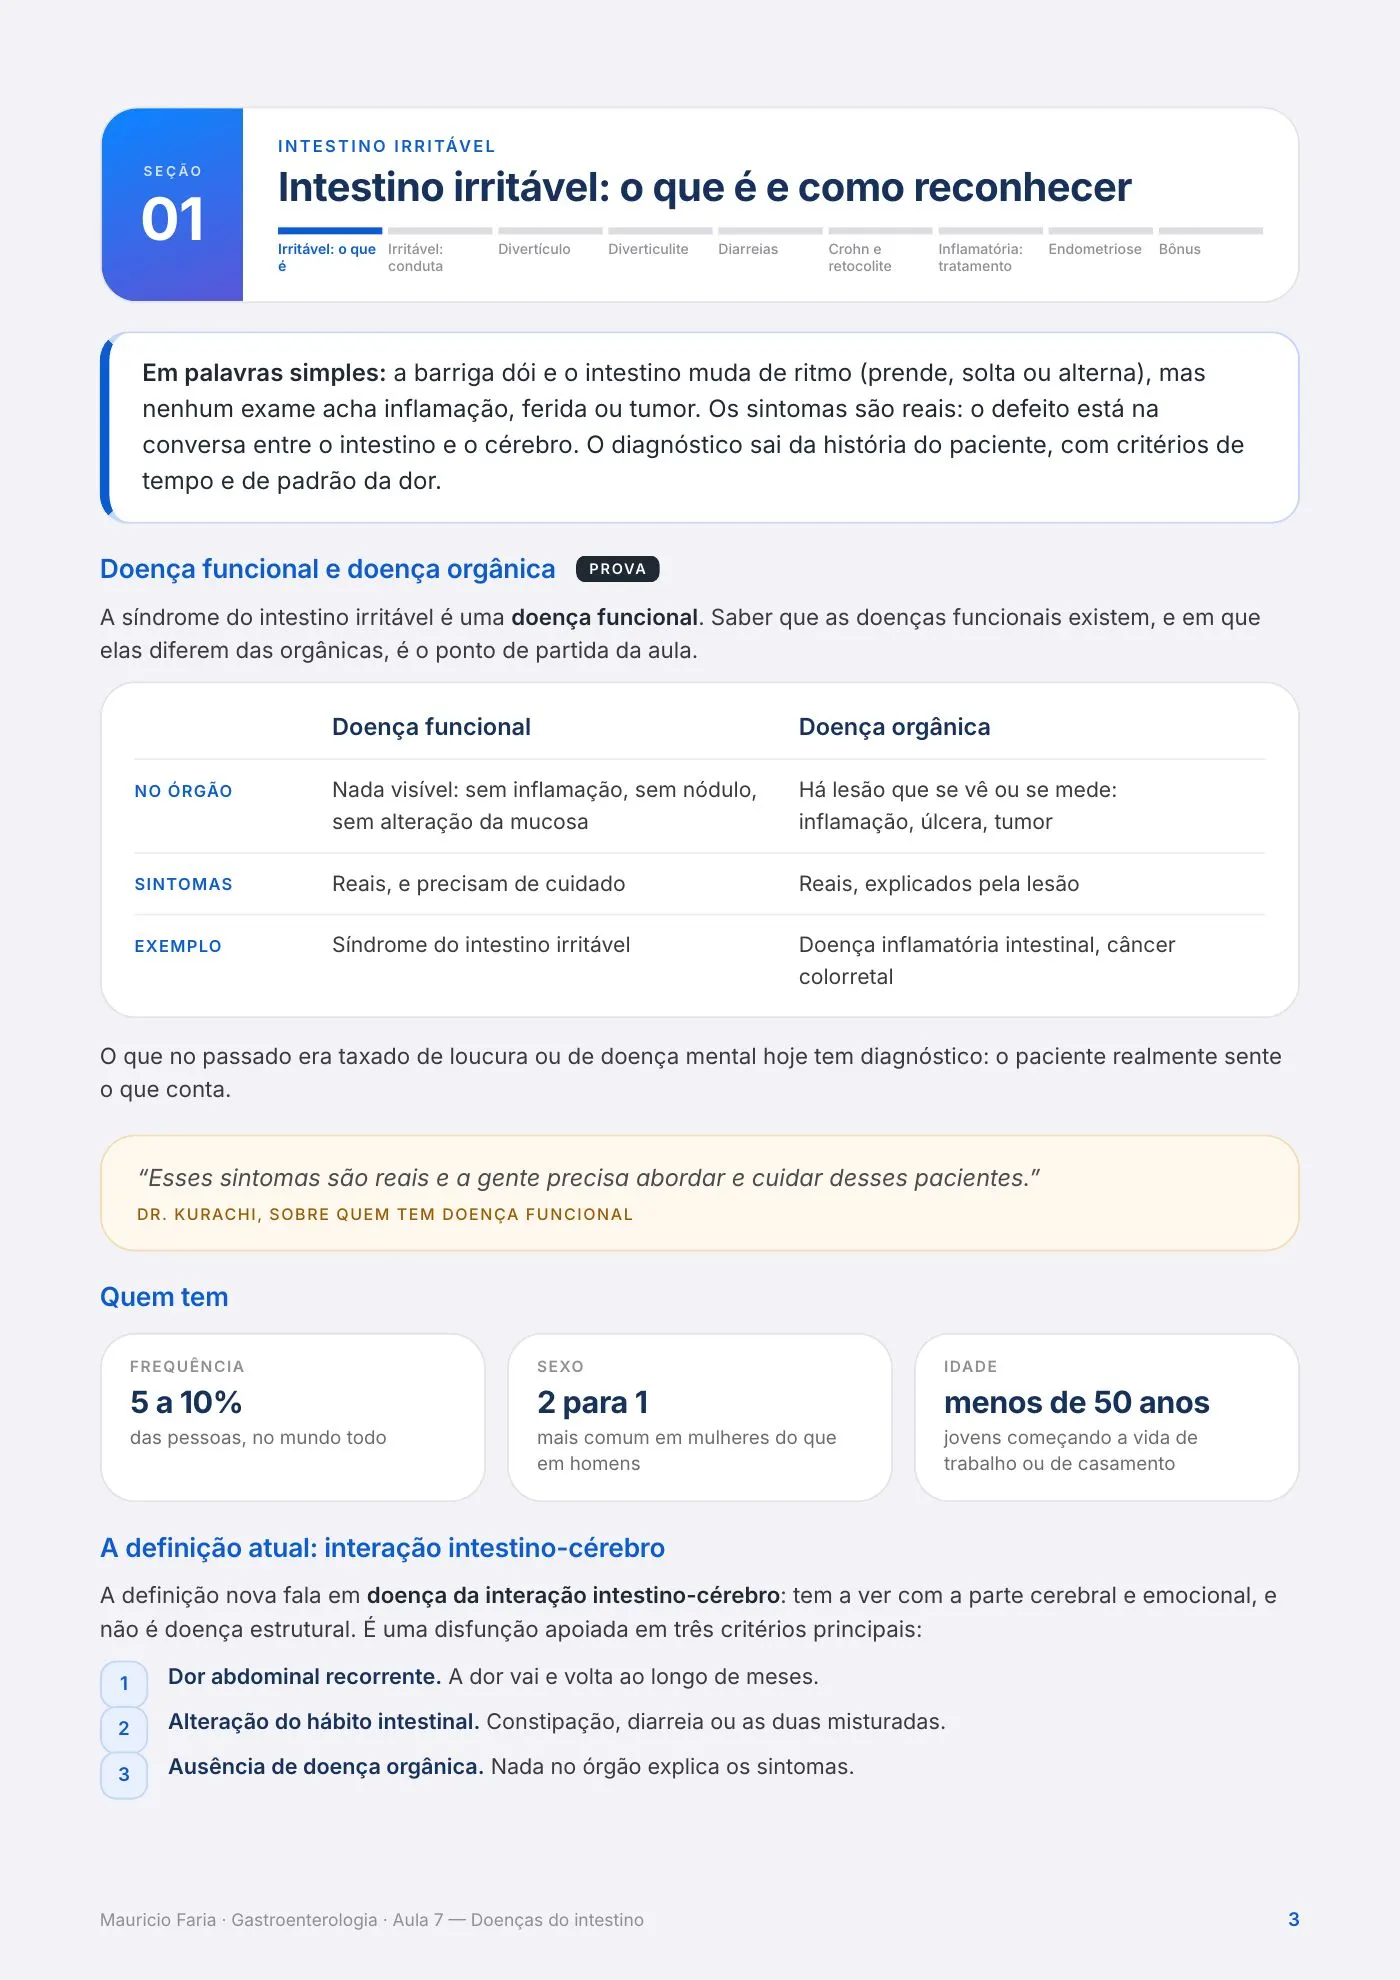 SEÇÃO
01
INTESTINO IRRITÁVEL
Intestino irritável: o que é e como reconhecer
Irritável: o que é
Irritável: conduta
Divertículo
Diverticulite
Diarreias
Crohn e retocolite
Inflamatória: tratamento
Endometriose
Bônus
Em palavras simples: a barriga dói e o intestino muda de ritmo (prende, solta ou alterna), mas
nenhum exame acha inflamação, ferida ou tumor. Os sintomas são reais: o defeito está na
conversa entre o intestino e o cérebro. O diagnóstico sai da história do paciente, com critérios de
tempo e de padrão da dor.
Doença funcional e doença orgânica PROVA
A síndrome do intestino irritável é uma doença funcional. Saber que as doenças funcionais existem, e em que
elas diferem das orgânicas, é o ponto de partida da aula.
Doença funcional Doença orgânica
NO ÓRGÃO
Nada visível: sem inflamação, sem nódulo,
sem alteração da mucosa
Há lesão que se vê ou se mede:
inflamação, úlcera, tumor
SINTOMAS
Reais, e precisam de cuidado
Reais, explicados pela lesão
EXEMPLO
Síndrome do intestino irritável
Doença inflamatória intestinal, câncer
colorretal
O que no passado era taxado de loucura ou de doença mental hoje tem diagnóstico: o paciente realmente sente
o que conta.
“Esses sintomas são reais e a gente precisa abordar e cuidar desses pacientes.”
DR. KURACHI, SOBRE QUEM TEM DOENÇA FUNCIONAL
Quem tem
FREQUÊNCIA
5 a 10%
das pessoas, no mundo todo
SEXO
2 para 1
mais comum em mulheres do que
em homens
IDADE
menos de 50 anos
jovens começando a vida de
trabalho ou de casamento
A definição atual: interação intestino-cérebro
A definição nova fala em doença da interação intestino-cérebro: tem a ver com a parte cerebral e emocional, e
não é doença estrutural. É uma disfunção apoiada em três critérios principais:
1 Dor abdominal recorrente. A dor vai e volta ao longo de meses.
2 Alteração do hábito intestinal. Constipação, diarreia ou as duas misturadas.
3 Ausência de doença orgânica. Nada no órgão explica os sintomas.
Mauricio Faria · Gastroenterologia · Aula 7 — Doenças do intestino 3